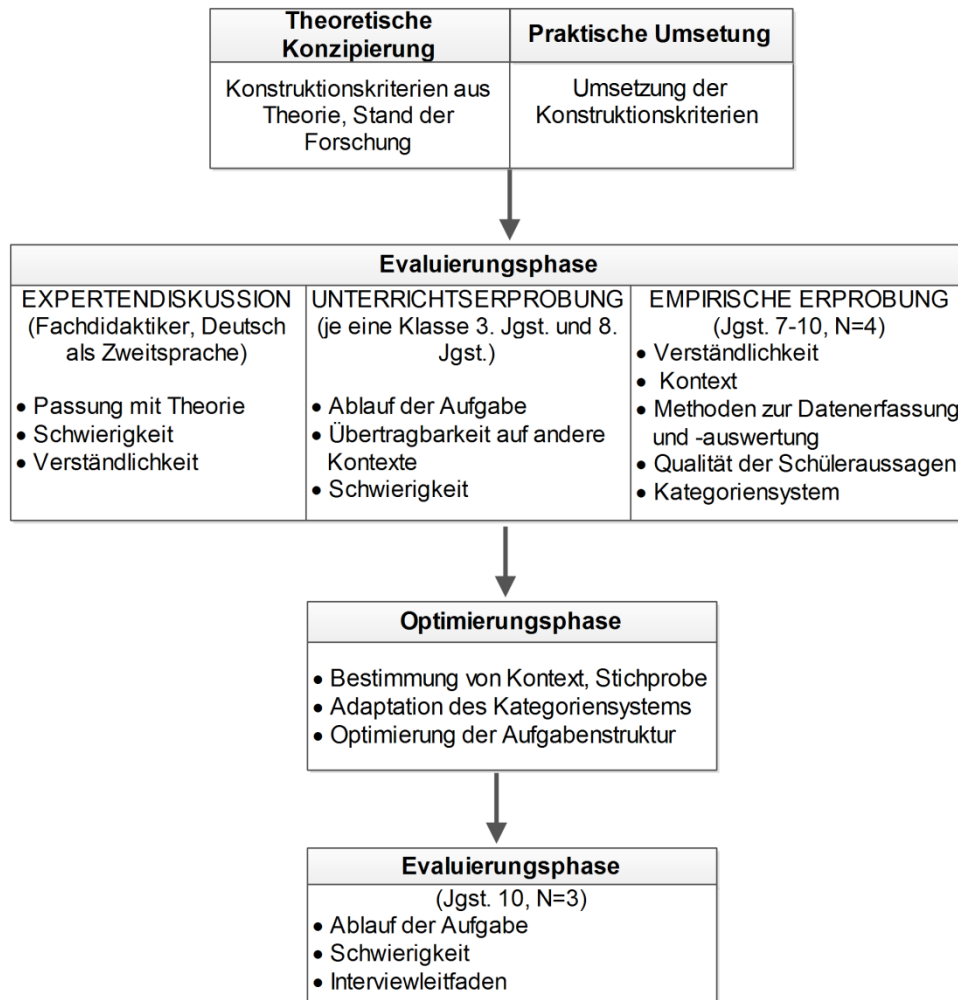 Theoretische
Konzipierung
Praktische Umsetung
Konstruktionskriterien aus
Theorie, Stand der
Forschung
Umsetzung der
Konstruktionskriterien
Evaluierungsphase
EXPERTENDISKUSSION
(Fachdidaktiker, Deutsch
als Zweitsprache)
• Passung mit Theorie
• Schwierigkeit
• Verständlichkeit
UNTERRICHTSERPROBUNG
(je eine Klasse 3. Jgst. und 8.
Jgst.)
• Ablauf der Aufgabe
• Übertragbarkeit auf andere
Kontexte
• Schwierigkeit
EMPIRISCHE ERPROBUNG
(Jgst. 7-10, N=4)
• Verständlichkeit
• Kontext
• Methoden zur Datenerfassung
und -auswertung
• Qualität der Schüleraussagen
• Kategoriensystem
Optimierungsphase
• Bestimmung von Kontext, Stichprobe
• Adaptation des Kategoriensystems
• Optimierung der Aufgabenstruktur
Evaluierungsphase
(Jgst. 10, N=3)
• Ablauf der Aufgabe
• Schwierigkeit
• Interviewleitfaden